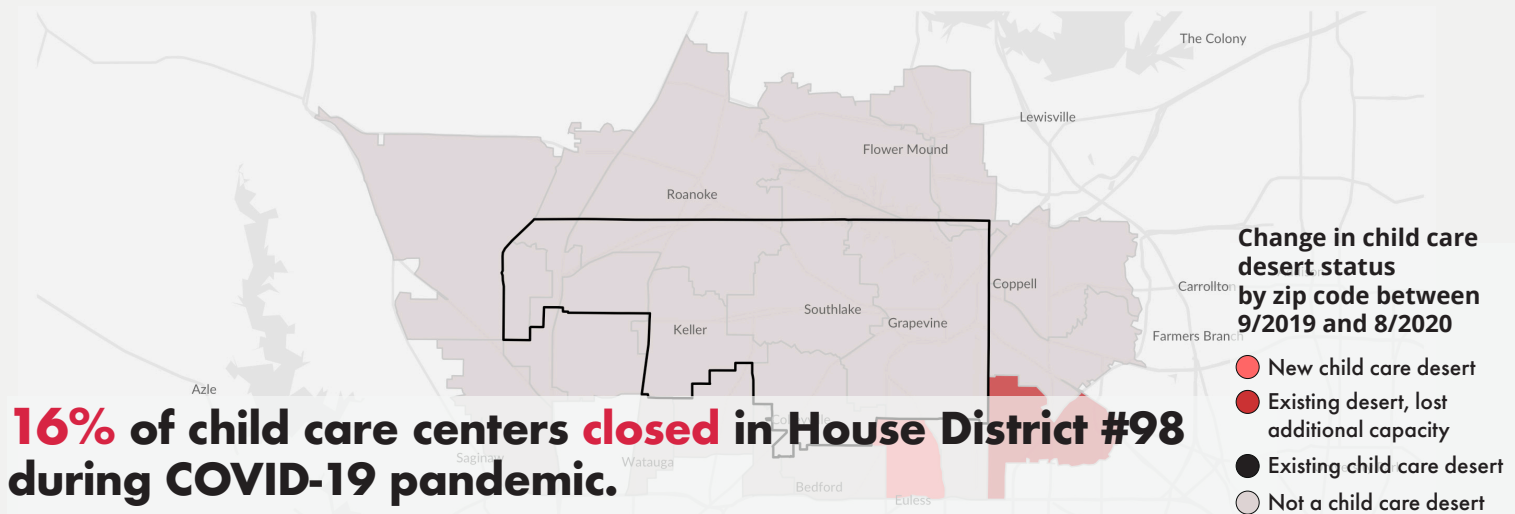 The Colony
Lewisville
Flower Mound
Roanoke
Coppell
Carrollton
Southlake
Grapevine
Keller
Farmers Branch
Azle
Saginaw
Watauga
Bedford
Euless
16% of child care centers closed in House District #98
during COVID-19 pandemic.
Change in child care
desert status
by zip code between
9/2019 and 8/2020
New child care desert
Existing desert, lost
additional capacity
Existing child care desert
Not a child care desert